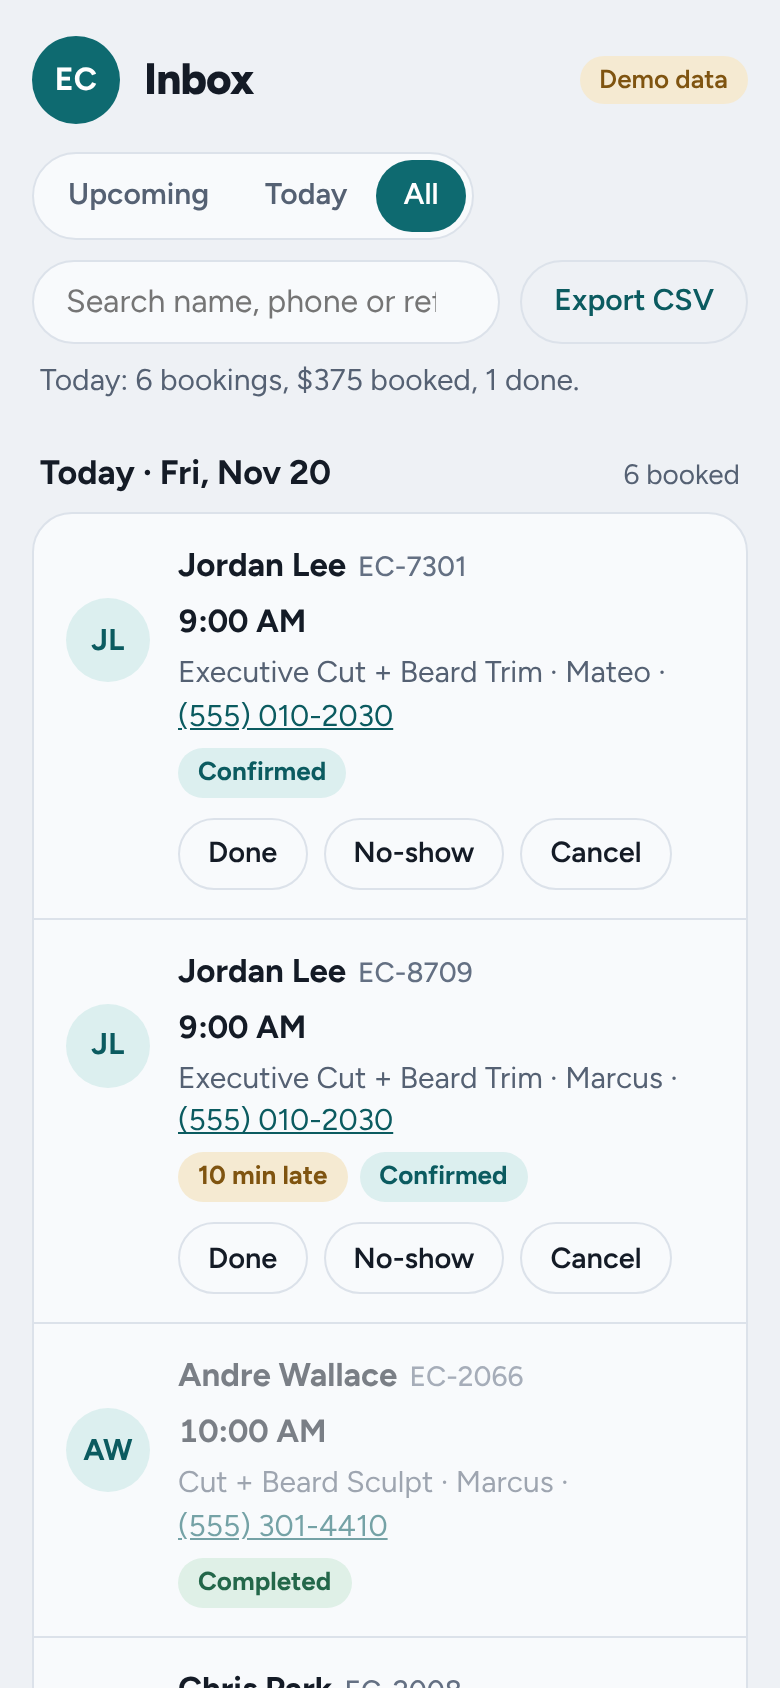 EC Inbox Demo data
Upcoming Today All
Search name, phone or ref Export CSV
Today: 6 bookings, $375 booked, 1 done.
Today · Fri, Nov 20 6 booked
Jordan Lee EC-7301
JL
9:00 AM
Executive Cut + Beard Trim · Mateo ·
(555) 010-2030
Confirmed
Done No-show Cancel
Jordan Lee EC-8709
JL
9:00 AM
Executive Cut + Beard Trim · Marcus ·
(555) 010-2030
10 min late Confirmed
Done No-show Cancel
Andre Wallace EC-2066
AW
10:00 AM
Cut + Beard Sculpt · Marcus ·
(555) 301-4410
Completed
Chris Park